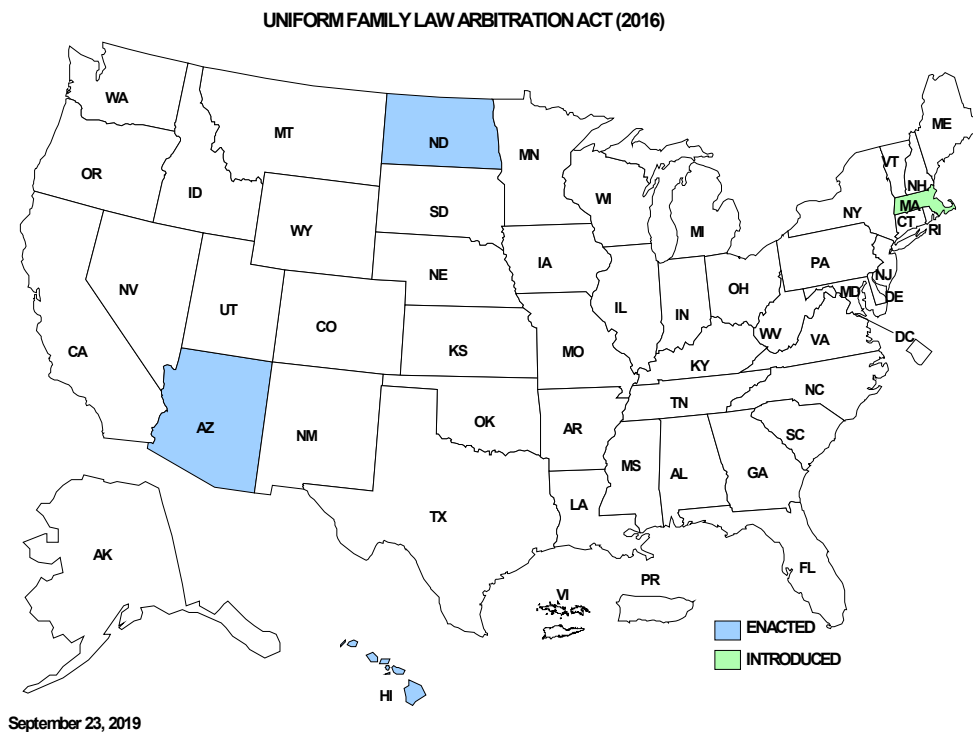 UNIFORM FAMILY LAW ARBITRATION ACT (2016)
WA
MT
ND
MN
ME
OR
ID
SD
WI
MI
VT
NH
NY
MA
CT
RI
WY
IA
NE
PA
NJ
NV
UT
CO
IL
IN
OH
MD
DE
CA
KS
MO
WV
VA
DC
KY
AZ
NM
OK
AR
TN
NC
SC
MS
AL
GA
TX
LA
AK
FL
VI
PR
HI
ENACTED
INTRODUCED
September 23, 2019